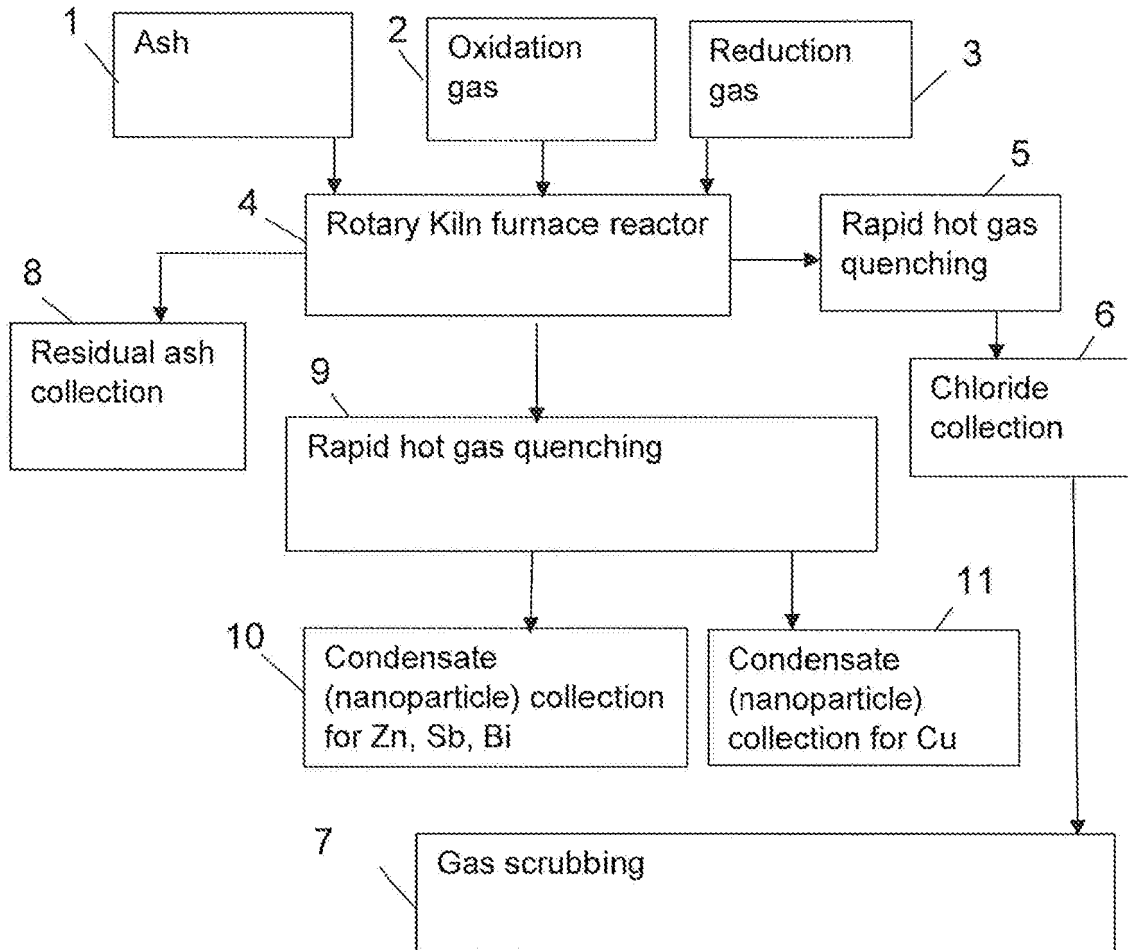 1
Ash
2
Oxidation
gas
Reduction
gas
3
4
Rotary Kiln furnace reactor
5
Rapid hot gas
quenching
8
Residual ash
collection
6
Chloride
collection
9
Rapid hot gas quenching
10
Condensate
(nanoparticle) collection
for Zn, Sb, Bi
11
Condensate
(nanoparticle)
collection for Cu
7
Gas scrubbing